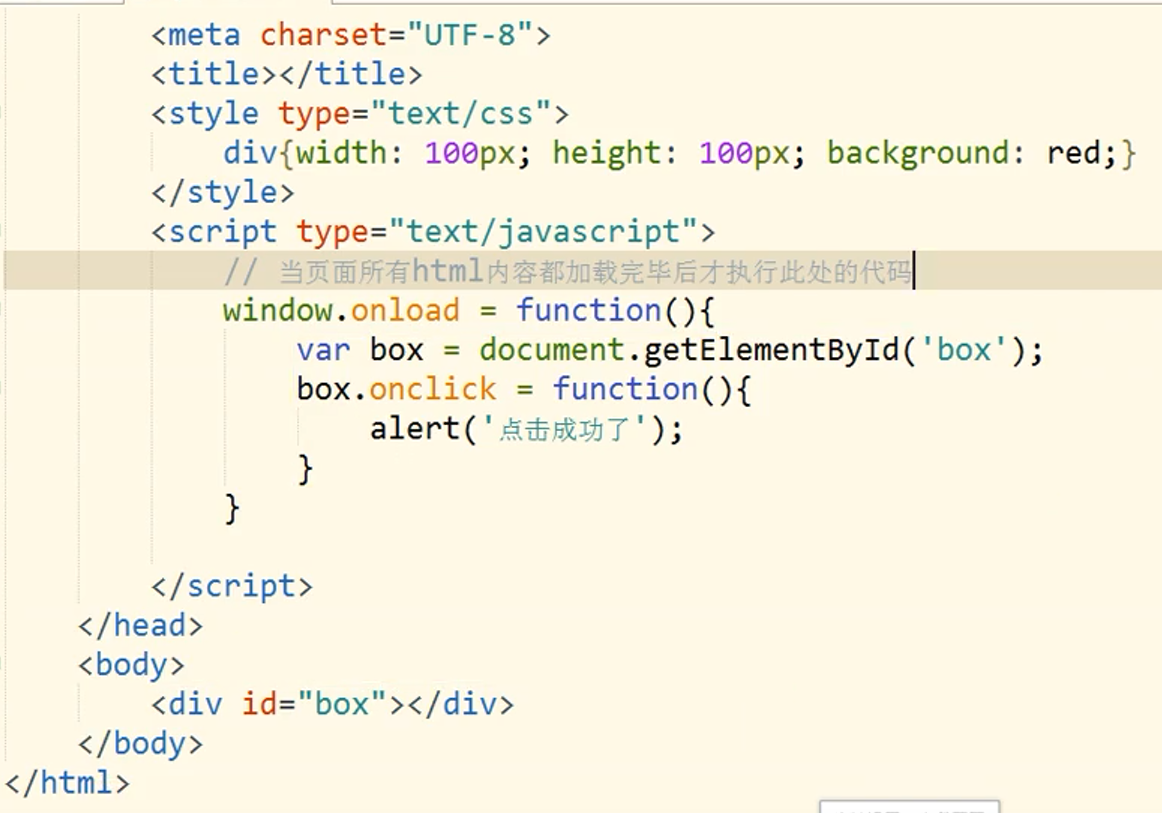 <meta charset="UTF-8">
<title></title>
<style type="text/css">
div{width: 100px; height: 100px; background: red;}
</style>
<script type="text/javascript">
// 当页面所有html内容都加载完毕后才执行此处的代码
window.onload = function(){
var box = document.getElementById('box');
box.onclick = function(){
alert('点击成功了');
}
}
</script>
</head>
<body>
<div id="box"></div>
</body>
</html>